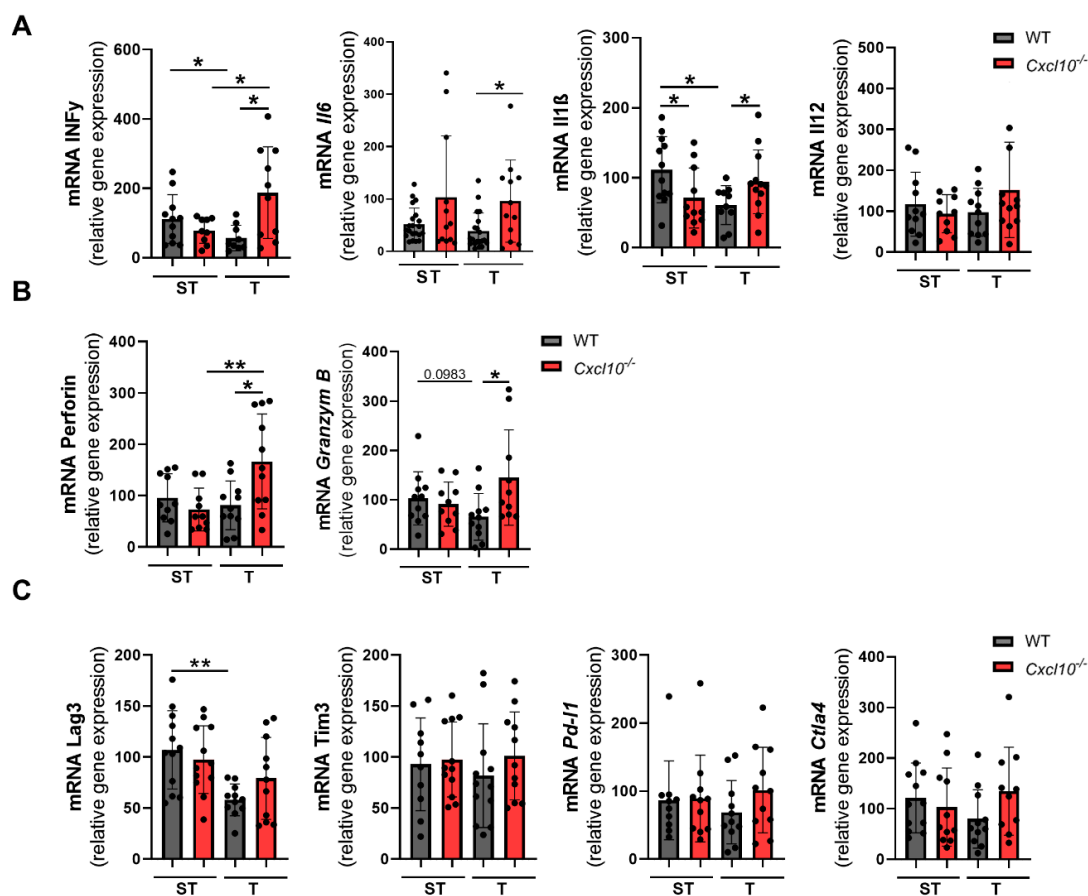 A
mRNA INFy
(relative gene expression)
600
400
200
0
*
*
*
ST
T
mRNA Il6
(relative gene expression)
400
300
200
100
0
*
ST
T
mRNA Il1ß
(relative gene expression)
300
200
100
0
*
*
*
ST
T
mRNA Il12
(relative gene expression)
500
400
300
200
100
0
ST
T
WT
Cxcl10-/-
B
mRNA Perforin
(relative gene expression)
400
300
200
100
0
**
*
ST
T
mRNA Granzym B
(relative gene expression)
400
300
200
100
0
0.0983
*
ST
T
WT
Cxcl10-/-
C
mRNA Lag3
(relative gene expression)
200
150
100
50
0
**
ST
T
mRNA Tim3
(relative gene expression)
200
150
100
50
0
ST
T
mRNA Pd-l1
(relative gene expression)
300
200
100
0
ST
T
mRNA Ctla4
(relative gene expression)
400
300
200
100
0
ST
T
WT
Cxcl10-/-